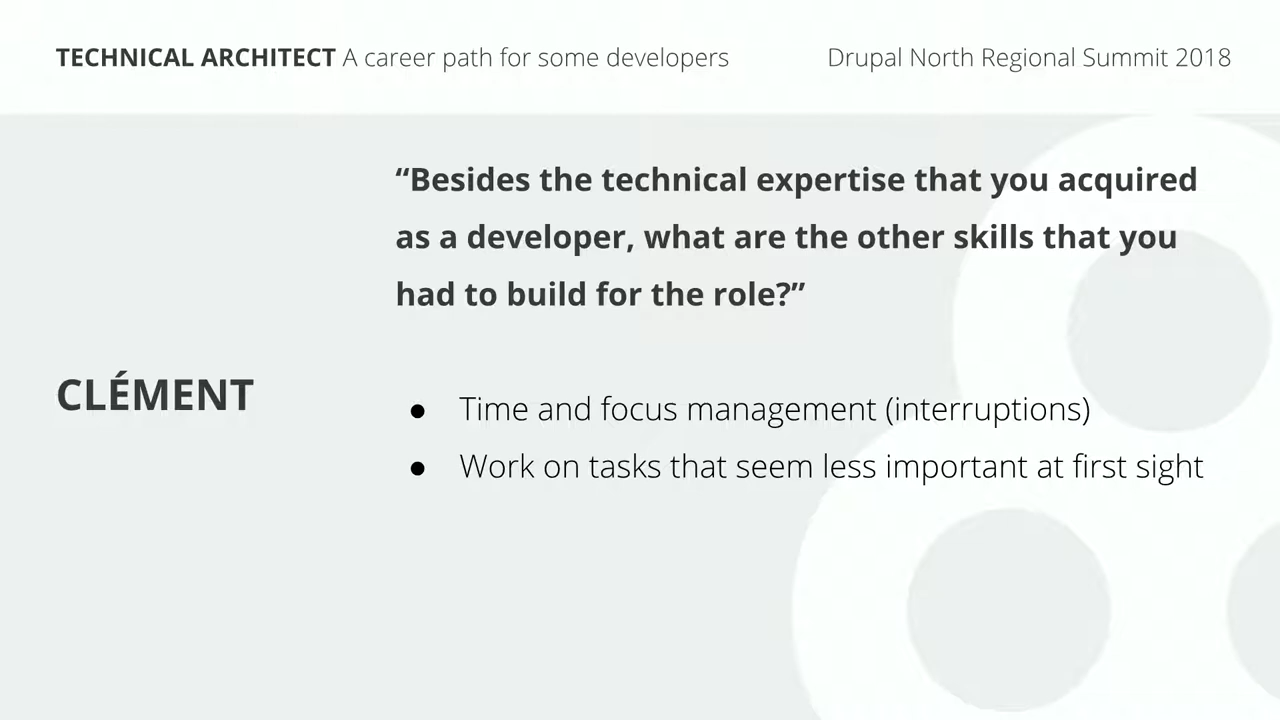 TECHNICAL ARCHITECT A career path for some developers
Drupal North Regional Summit 2018
“Besides the technical expertise that you acquired
as a developer, what are the other skills that you
had to build for the role?”
CLÉMENT
● Time and focus management (interruptions)
● Work on tasks that seem less important at first sight